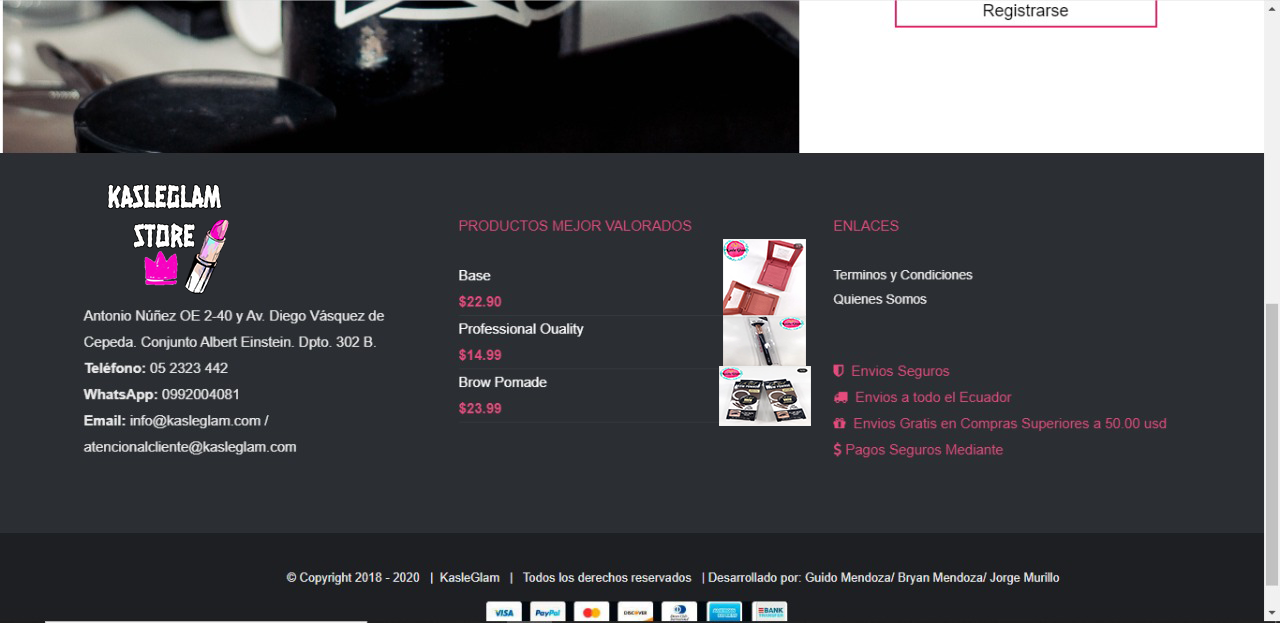 Registrarse
KASLEGLAM
STORE
Antonio Núñez OE 2-40 y Av. Diego Vásquez de
Cepeda. Conjunto Albert Einstein. Dpto. 302 B.
Teléfono: 05 2323 442
WhatsApp: 0992004081
Email: info@kasleglam.com /
atencionalcliente@kasleglam.com
PRODUCTOS MEJOR VALORADOS
Base
$22.90
Professional Ouality
$14.99
Brow Pomade
$23.99
ENLACES
Terminos y Condiciones
Quienes Somos
Envios Seguros
Envios a todo el Ecuador
Envios Gratis en Compras Superiores a 50.00 usd
Pagos Seguros Mediante
© Copyright 2018 - 2020 | KasleGlam | Todos los derechos reservados | Desarrollado por: Guido Mendoza/ Bryan Mendoza/ Jorge Murillo
VISA PayPal DISCOVER BANK